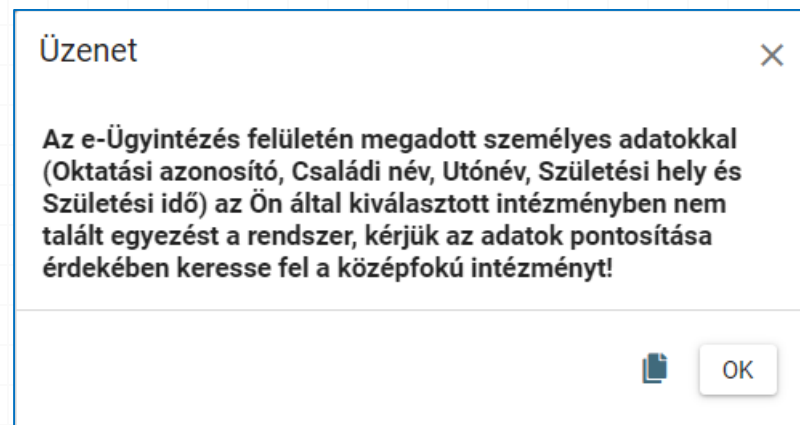 Üzenet
Az e-Ügyintézés felületén megadott személyes adatokkal
(Oktatási azonosító, Családi név, Utónév, Születési hely és
Születési idő) az Ön által kiválasztott intézményben nem
talált egyezést a rendszer, kérjük az adatok pontosítása
érdekében keresse fel a középfokú intézményt!
OK